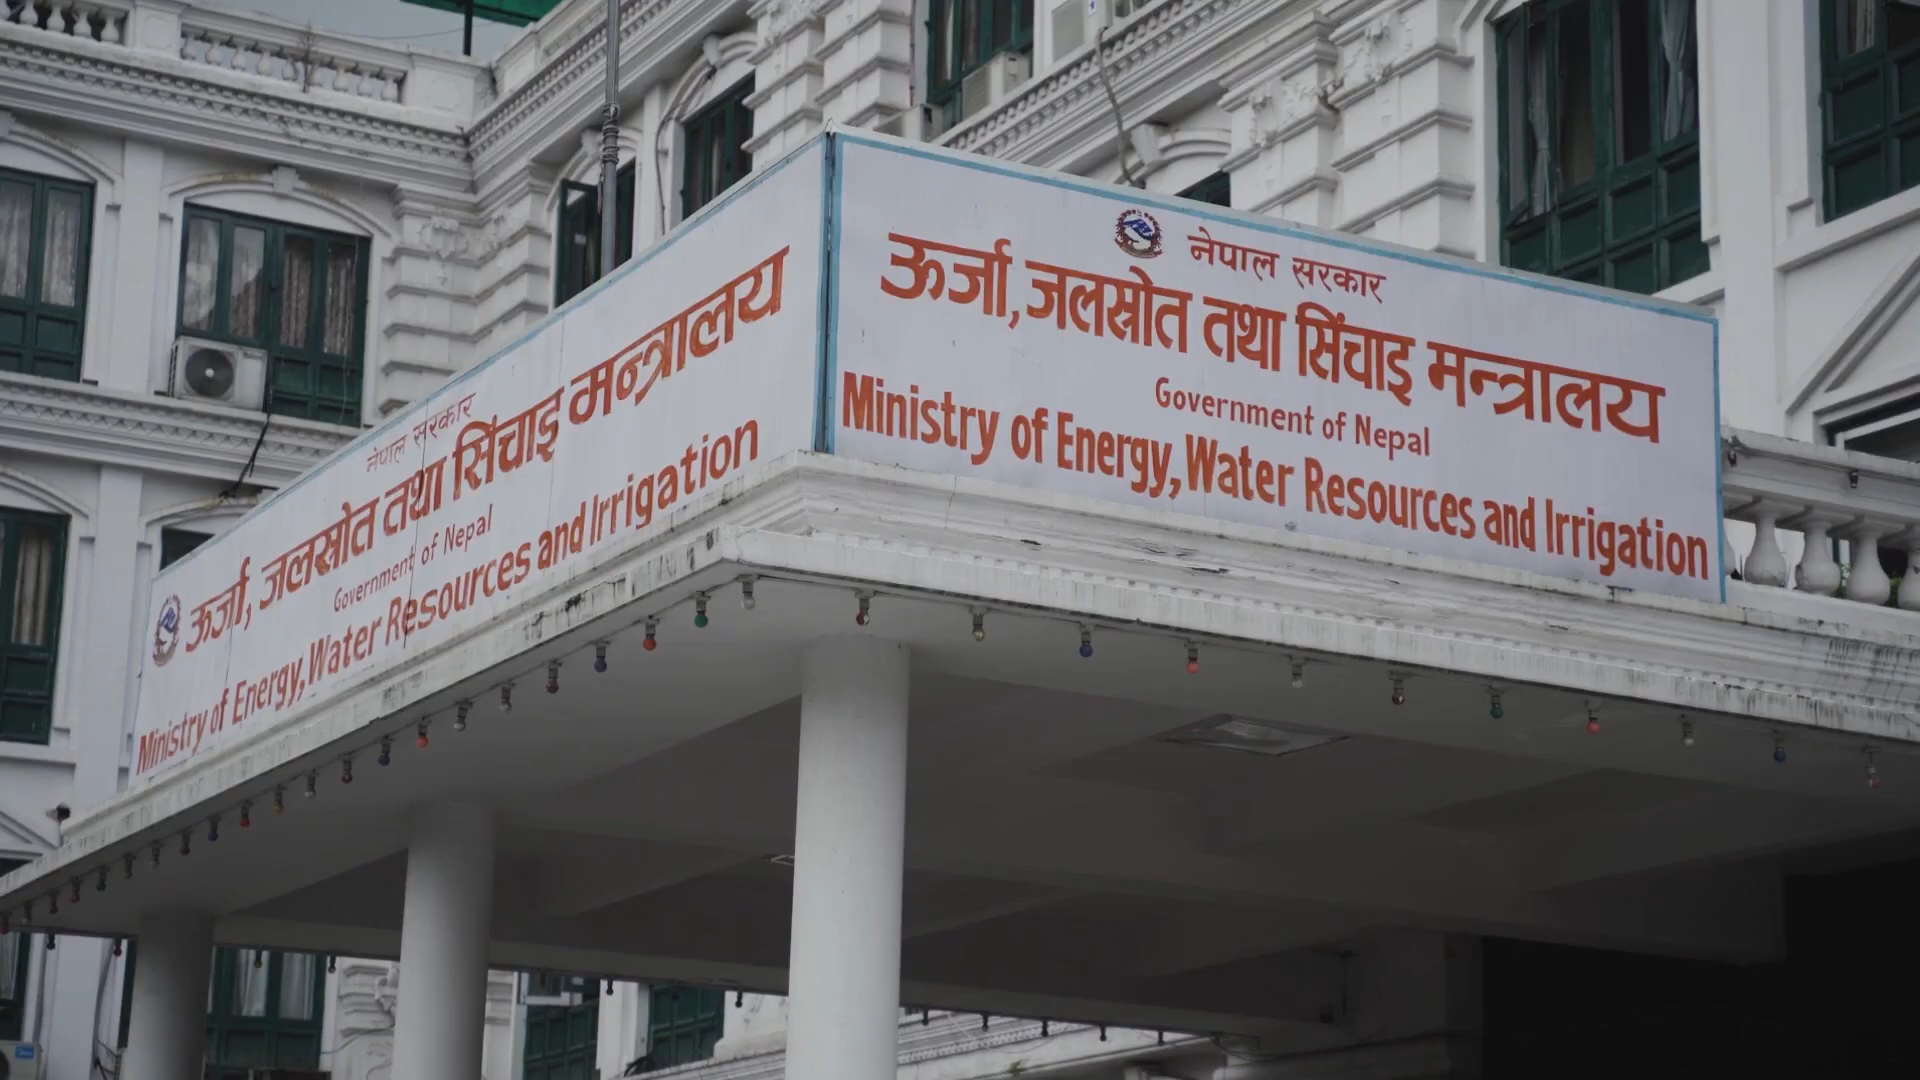 नेपाल सरकार
ऊर्जा, जलस्रोत तथा सिंचाइ मन्त्रालय
Government of Nepal
Ministry of Energy, Water Resources and Irrigation
नेपाल सरकार
ऊर्जा, जलस्रोत तथा सिंचाइ मन्त्रालय
Government of Nepal
Ministry of Energy, Water Resources and Irrigation